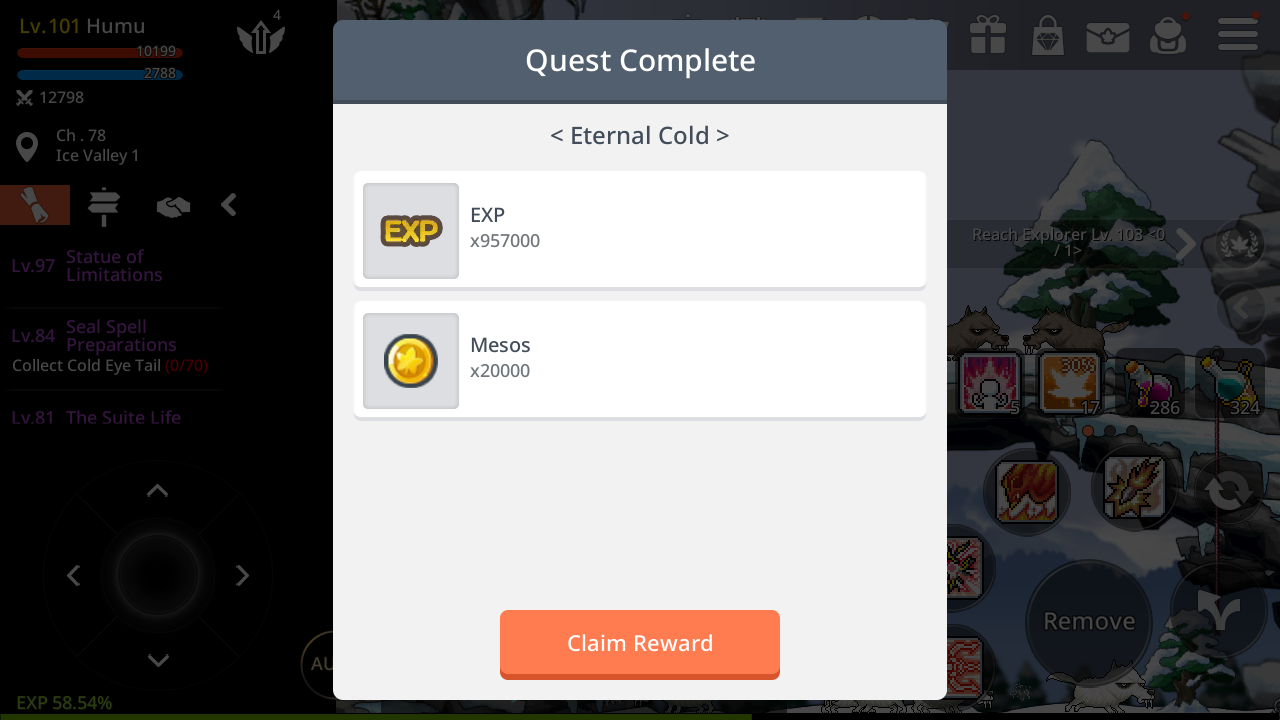 Lv.101 Humu
4
10199
2788
12798
Ch . 78
Ice Valley 1
Lv.97 Statue of
Limitations
Lv.84 Seal Spell
Preparations
Collect Cold Eye Tail (0/70)
Lv.81 The Suite Life
AU
EXP 58.54%
Quest Complete
< Eternal Cold >
EXP
EXP
x957000
Mesos
x20000
Claim Reward
Reach Explorer Lv. 103 <0
/ 1>
30%
5
17
286
324
Remove